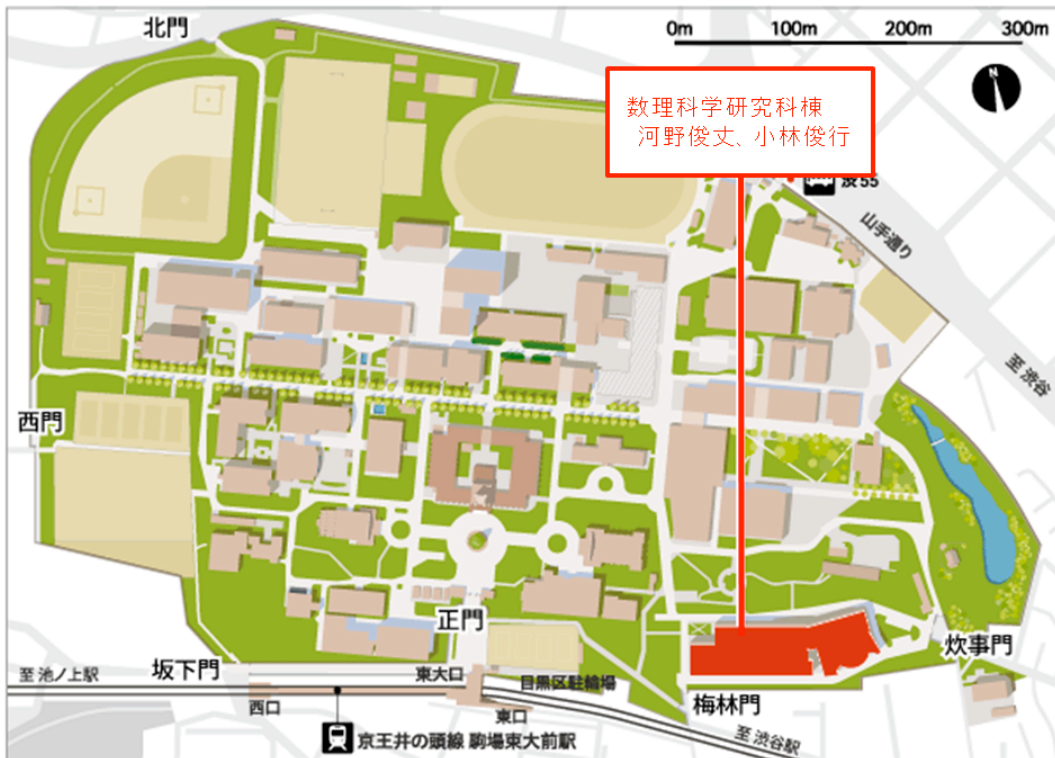 北門
0m 100m 200m 300m
N
数理科学研究科棟
河野俊丈、小林俊行
渋55
山手通り
至 渋谷
西門
正門
炊事門
坂下門
東大口
至 池ノ上駅
目黒区駐輪場
梅林門
西口
東口
至 渋谷駅
京王井の頭線 駒場東大前駅